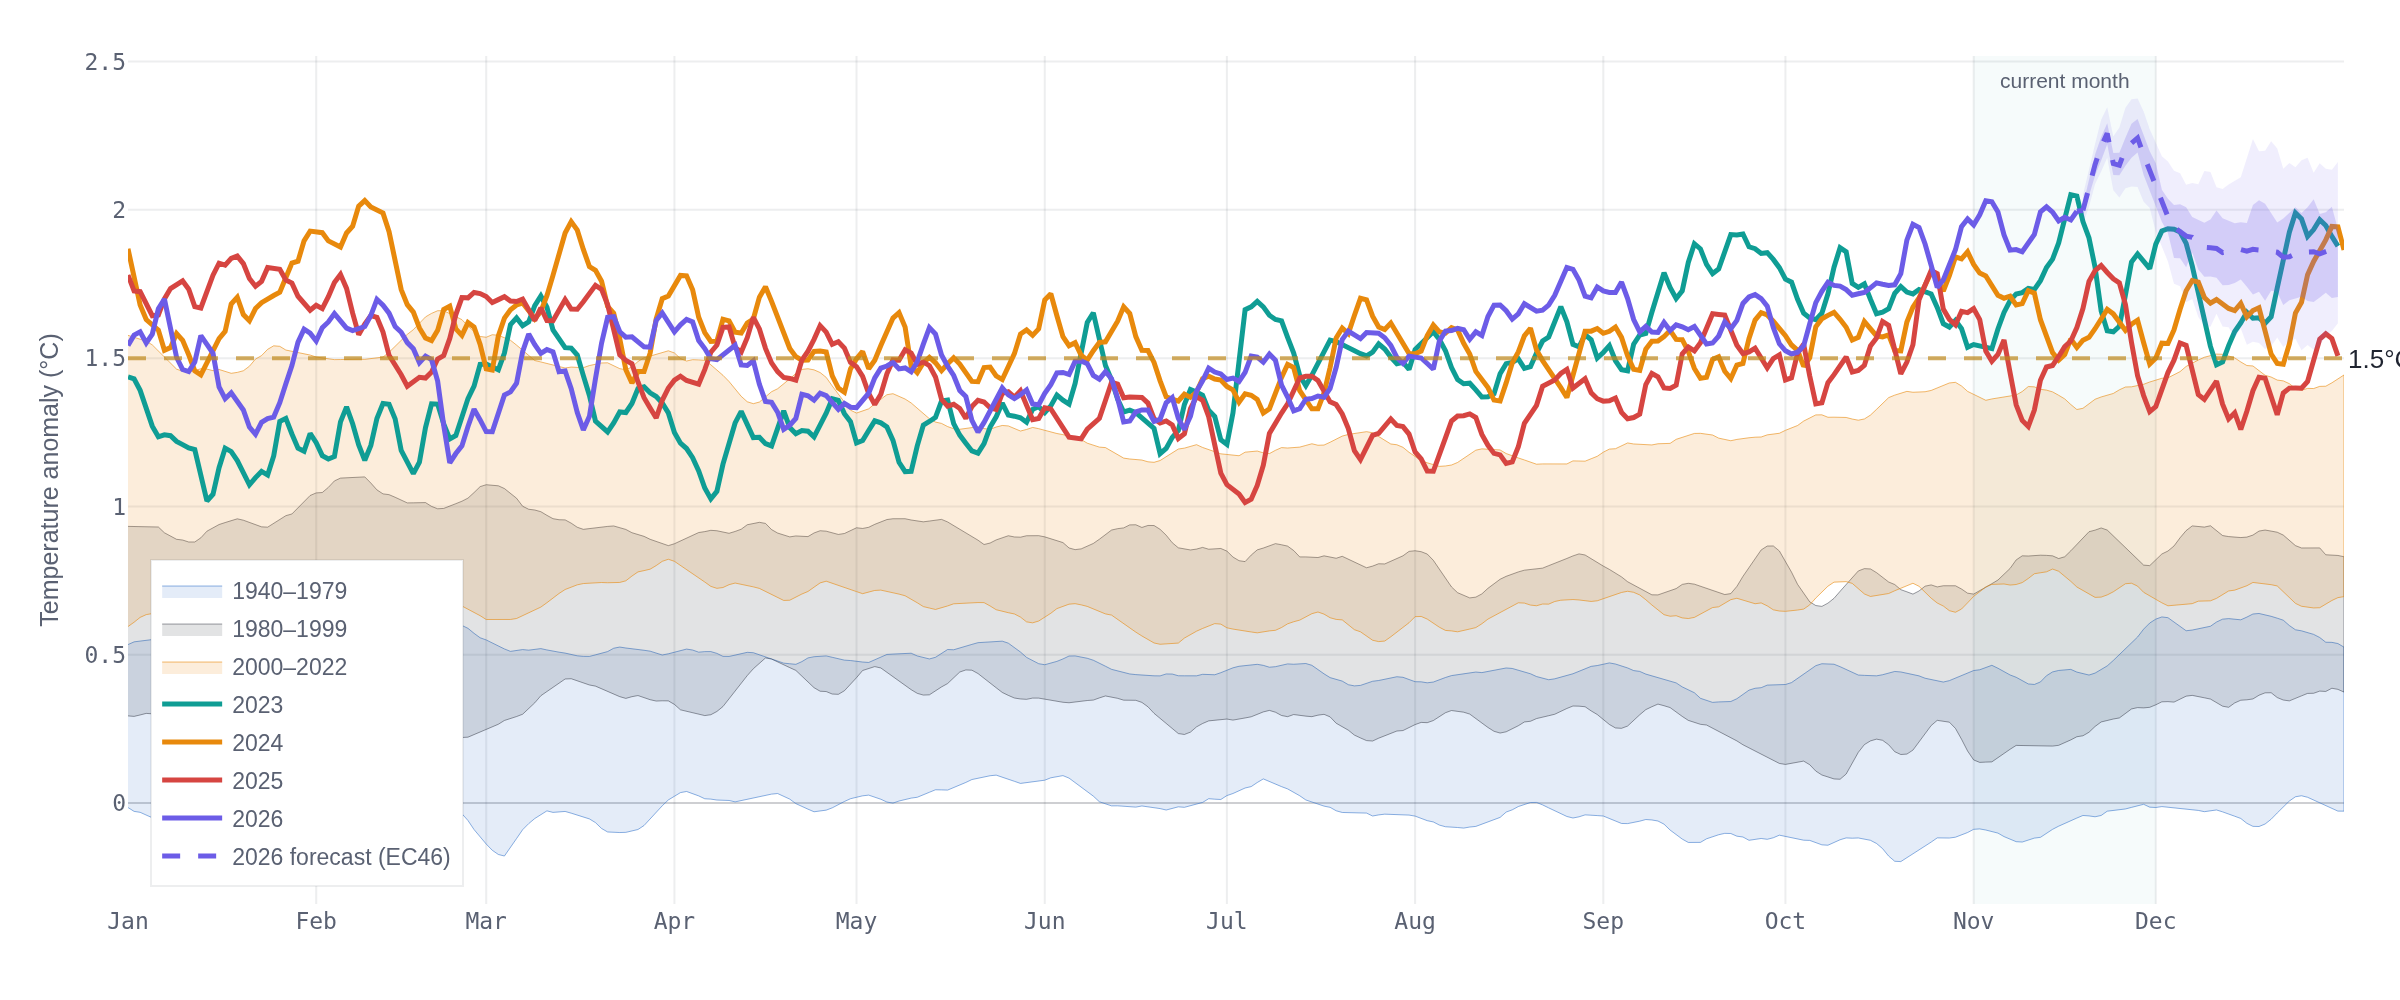 current month
2.5
2
1.5
1
0.5
0
Temperature anomaly (°C)
1.5°C
1940–1979
1980–1999
2000–2022
2023
2024
2025
2026
2026 forecast (EC46)
Jan Feb Mar Apr May Jun Jul Aug Sep Oct Nov Dec